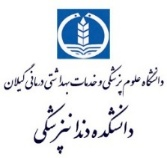 دانشگاه علوم پزشکی و خدمات بهداشتی درمانی گیلان
دانشکده دندانپزشکی